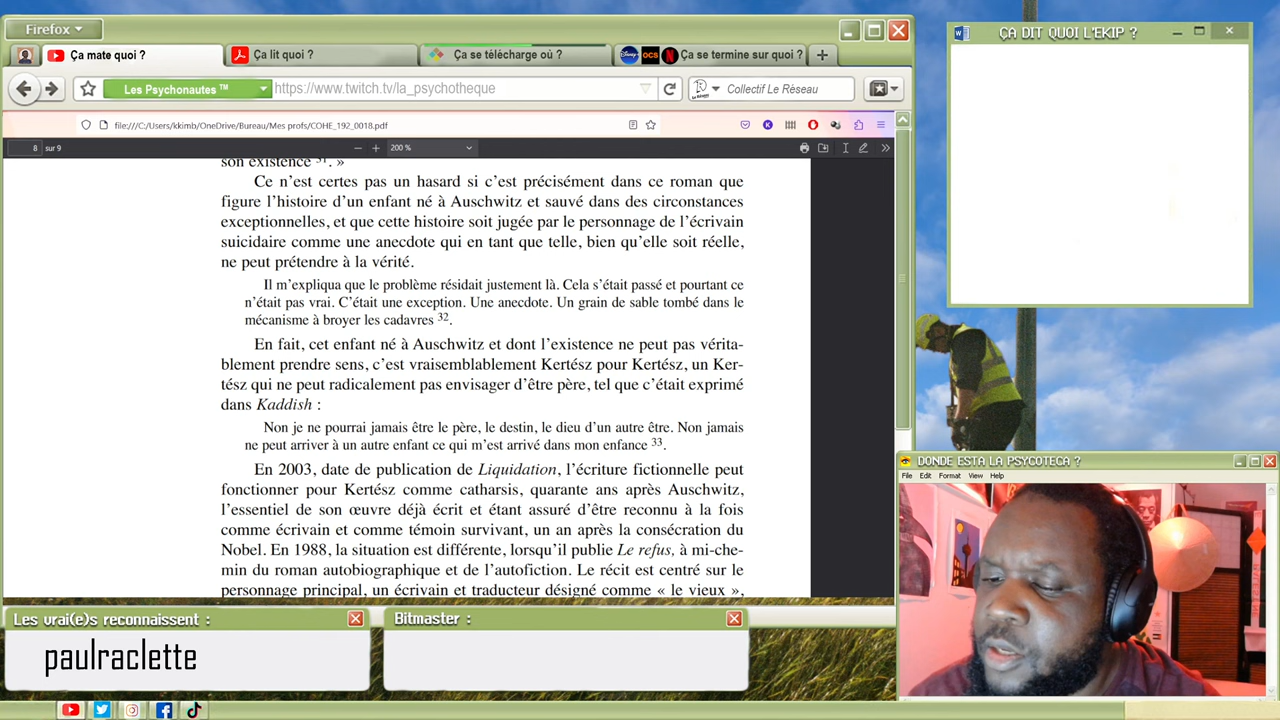 Firefox
Ça mate quoi ?
Ça lit quoi ?
Ça se télécharge où ?
Disney+
OCS
N
Ça se termine sur quoi ?
Les Psychonautes™
https://www.twitch.tv/la_psychotheque
Collectif Le Réseau
file:///C:/Users/kkimb/OneDrive/Bureau/Mes profs/COHE_192_0018.pdf
8 sur 9
200 %
son existence 31. »
Ce n’est certes pas un hasard si c’est précisément dans ce roman que
figure l’histoire d’un enfant né à Auschwitz et sauvé dans des circonstances
exceptionnelles, et que cette histoire soit jugée par le personnage de l’écrivain
suicidaire comme une anecdote qui en tant que telle, bien qu’elle soit réelle,
ne peut prétendre à la vérité.
Il m’expliqua que le problème résidait justement là. Cela s’était passé et pourtant ce
n’était pas vrai. C’était une exception. Une anecdote. Un grain de sable tombé dans le
mécanisme à broyer les cadavres 32.
En fait, cet enfant né à Auschwitz et dont l’existence ne peut pas vérita-
blement prendre sens, c’est vraisemblablement Kertész pour Kertész, un Ker-
tész qui ne peut radicalement pas envisager d’être père, tel que c’était exprimé
dans Kaddish :
Non je ne pourrai jamais être le père, le destin, le dieu d’un autre être. Non jamais
ne peut arriver à un autre enfant ce qui m’est arrivé dans mon enfance 33.
En 2003, date de publication de Liquidation, l’écriture fictionnelle peut
fonctionner pour Kertész comme catharsis, quarante ans après Auschwitz,
l’essentiel de son œuvre déjà écrit et étant assuré d’être reconnu à la fois
comme écrivain et comme témoin survivant, un an après la consécration du
Nobel. En 1988, la situation est différente, lorsqu’il publie Le refus, à mi-che-
min du roman autobiographique et de l’autofiction. Le récit est centré sur le
personnage principal, un écrivain et traducteur désigné comme « le vieux »,
ÇA DIT QUOI L'EKIP ?
DONDE ESTA LA PSYCOTECA ?
File Edit Format View Help
Les vrai(e)s reconnaissent :
paulraclette
Bitmaster :